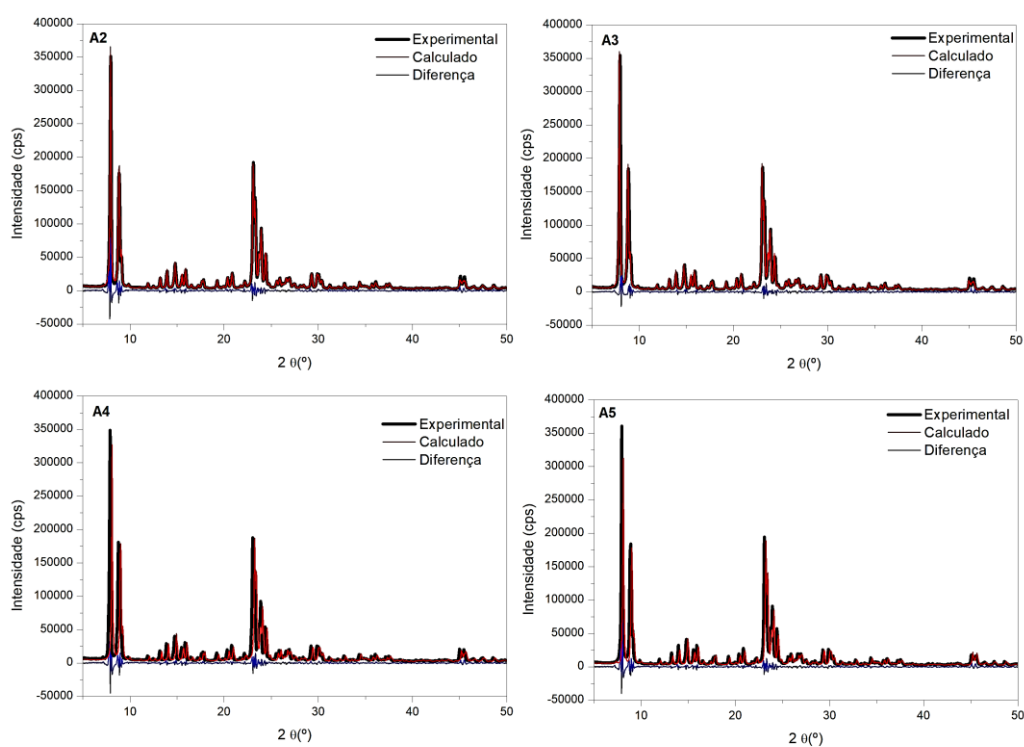 A2
Experimental
Calculado
Diferença
400000
350000
300000
250000
200000
150000
100000
50000
0
-50000
Intensidade (cps)
10 20 30 40 50
2 θ(º)
A3
Experimental
Calculado
Diferença
400000
350000
300000
250000
200000
150000
100000
50000
0
-50000
Intensidade (cps)
10 20 30 40 50
2 θ(º)
A4
Experimental
Calculado
Diferença
400000
350000
300000
250000
200000
150000
100000
50000
0
-50000
Intensidade (cps)
10 20 30 40 50
2 θ(º)
A5
Experimental
Calculado
Diferença
400000
350000
300000
250000
200000
150000
100000
50000
0
-50000
Intensidade (cps)
10 20 30 40 50
2 θ(º)